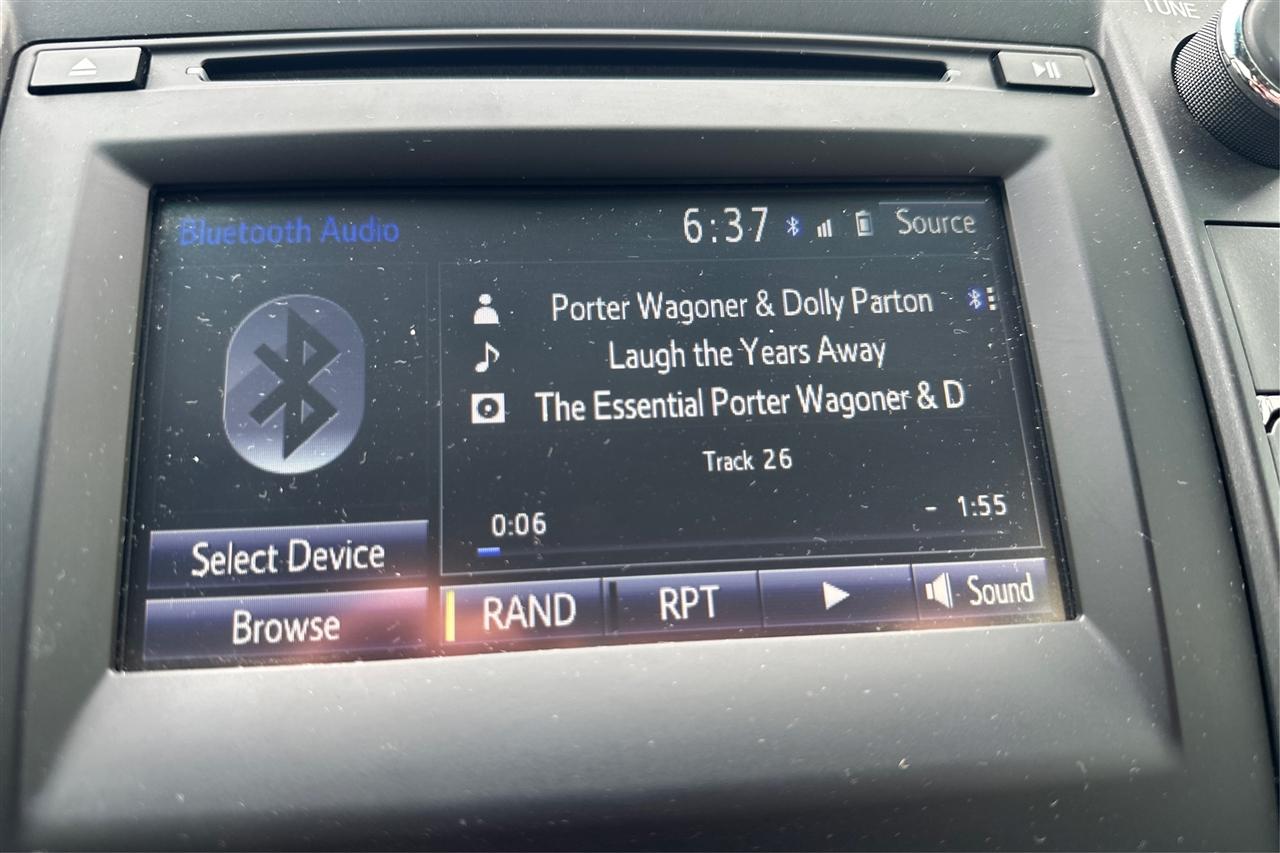 TUNE
Bluetooth Audio
6:37
Source
Porter Wagoner & Dolly Parton
Laugh the Years Away
The Essential Porter Wagoner & D
Track 26
0:06
- 1:55
Select Device
Browse
RAND
RPT
Sound